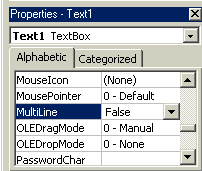 Properties - Text1
Text1 TextBox
Alphabetic Categorized
MouseIcon (None)
MousePointer 0 - Default
MultiLine False
OLEDragMode 0 - Manual
OLEDropMode 0 - None
PasswordChar